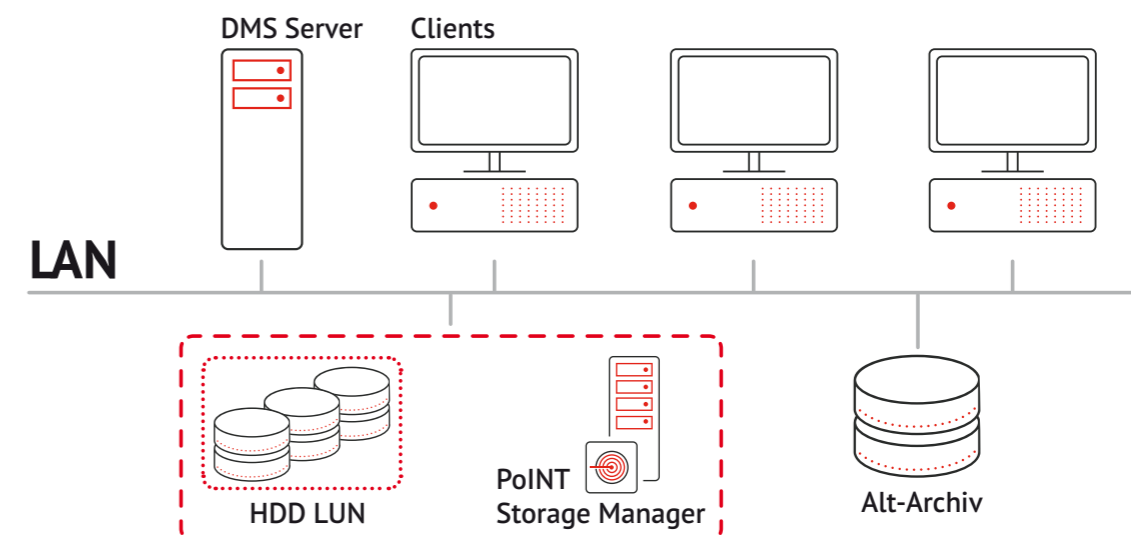 DMS Server
Clients
LAN
HDD LUN
PoINT
Storage Manager
Alt-Archiv